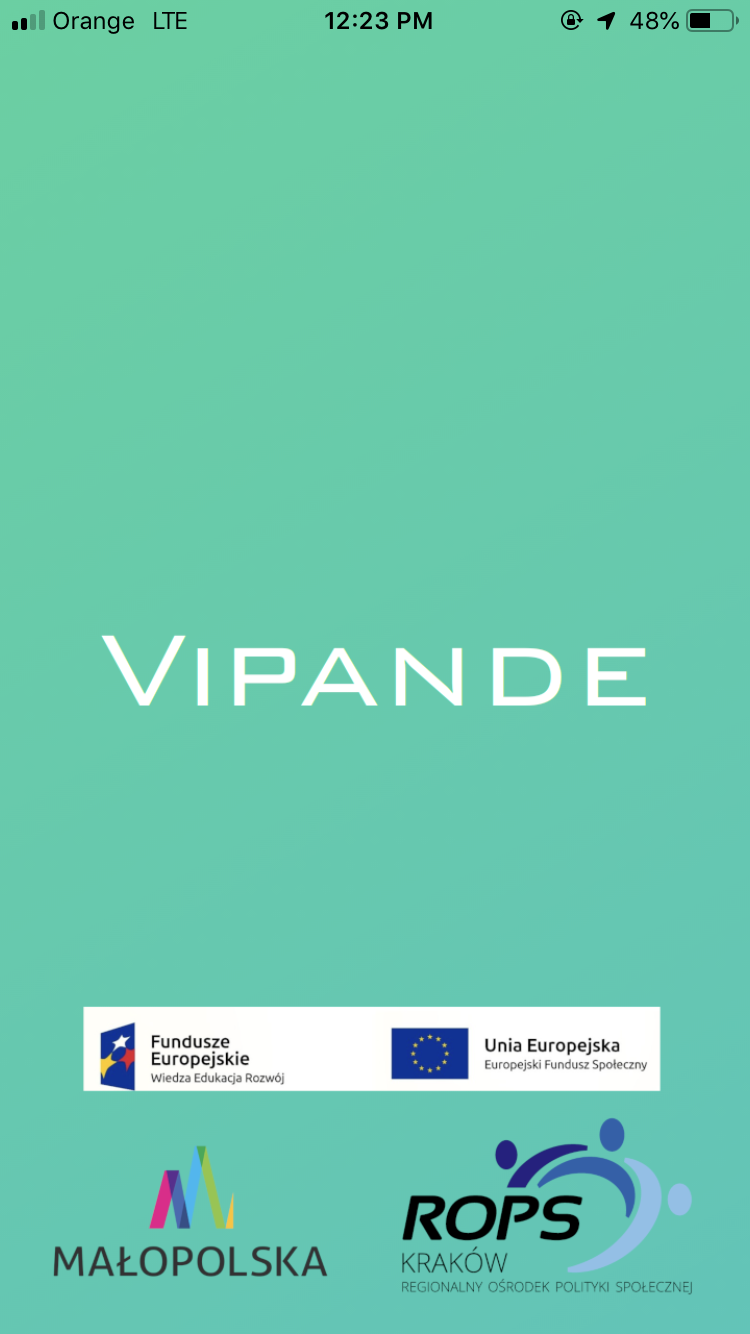 Orange LTE 12:23 PM 48%
VIPANDE
Fundusze
Europejskie
Wiedza Edukacja Rozwój
Unia Europejska
Europejski Fundusz Społeczny
MAŁOPOLSKA
ROPS
KRAKÓW
REGIONALNY OŚRODEK POLITYKI SPOŁECZNEJ